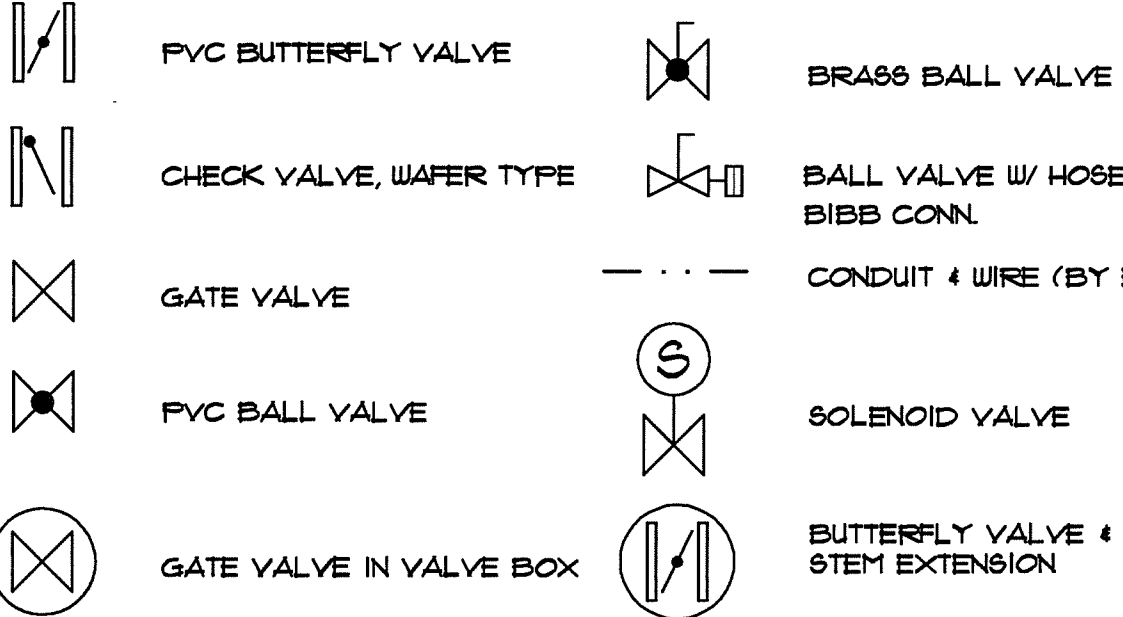 PVC BUTTERFLY VALVE
CHECK VALVE, WAFER TYPE
GATE VALVE
PVC BALL VALVE
GATE VALVE IN VALVE BOX
BRASS BALL VALVE
BALL VALVE W/ HOSE
BIBB CONN.
CONDUIT & WIRE (BY
S
SOLENOID VALVE
BUTTERFLY VALVE &
STEM EXTENSION